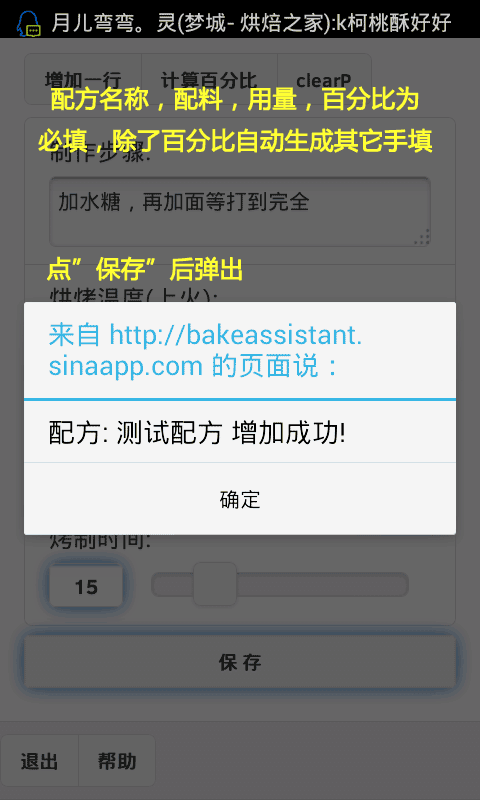 月儿弯弯。灵(梦城- 烘焙之家):k柯桃酥好好
增加一行 计算百分比 clearP
配方名称，配料，用量，百分比为
必填，除了百分比自动生成其它手填
制作步骤:
加水糖，再加面等打到完全
点”保存”后弹出
烘烤温度(上火):
来自 http://bakeassistant.
sinaapp.com 的页面说：
配方: 测试配方 增加成功!
确定
烤制时间:
15
保 存
退出 帮助